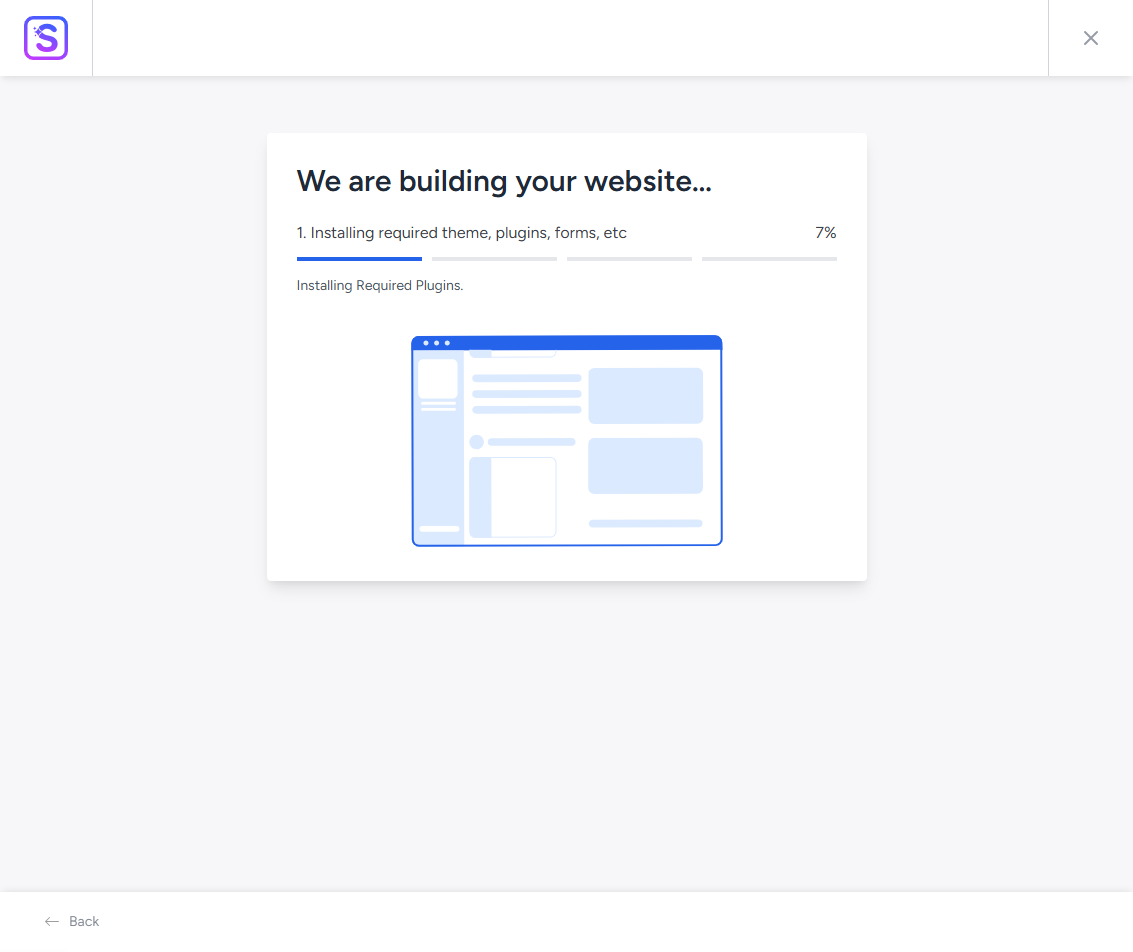 S
We are building your website...
1. Installing required theme, plugins, forms, etc 7%
Installing Required Plugins.
Back